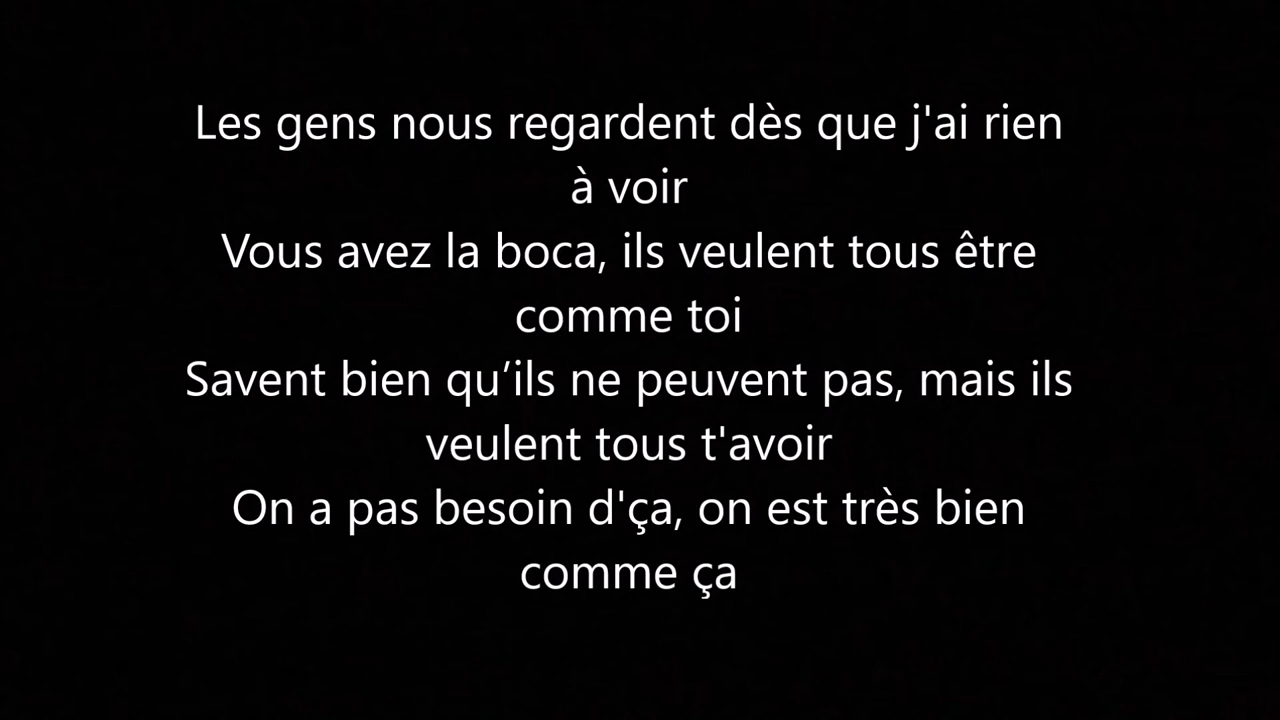 Les gens nous regardent dès que j'ai rien
à voir
Vous avez la boca, ils veulent tous être
comme toi
Savent bien qu’ils ne peuvent pas, mais ils
veulent tous t'avoir
On a pas besoin d'ça, on est très bien
comme ça